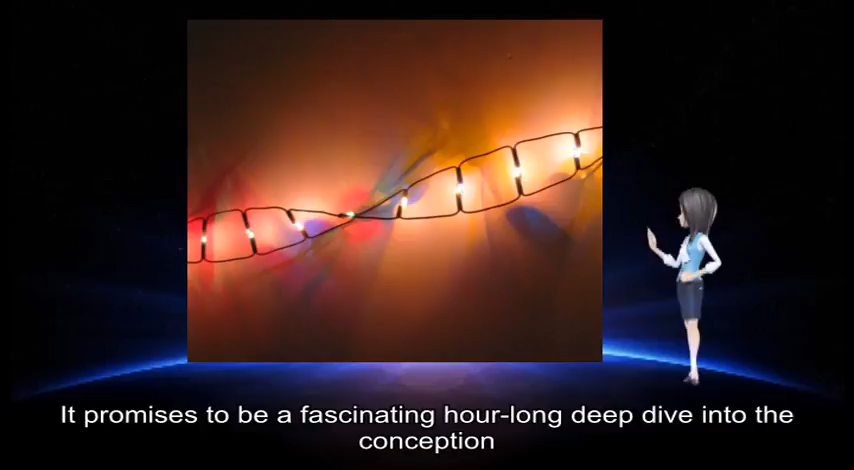 It promises to be a fascinating hour-long deep dive into the
conception